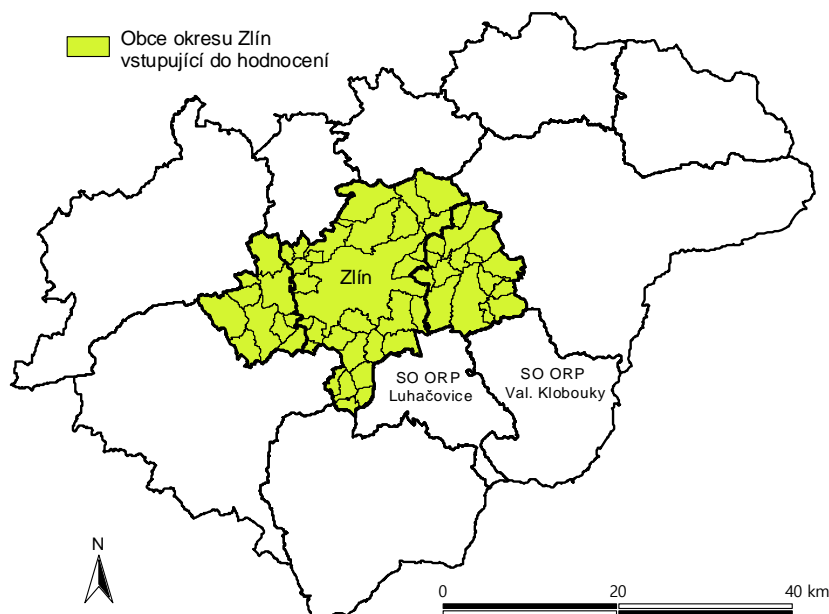 Obce okresu Zlín
vstupující do hodnocení
Zlín
SO ORP
Luhačovice
SO ORP
Val. Klobouky
N
0 20 40 km